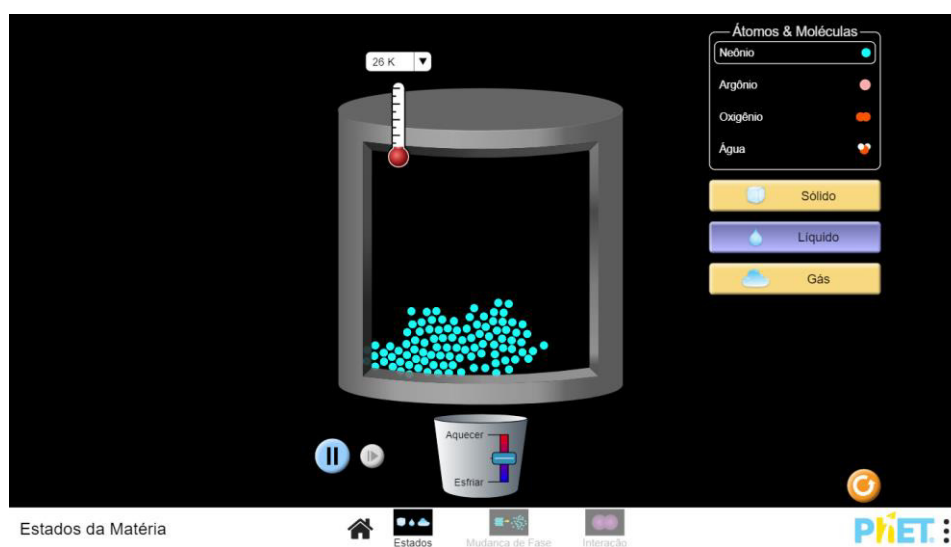 Átomos & Moléculas
Neônio
Argônio
Oxigênio
Água
26 K
Sólido
Líquido
Gás
Aquecer
Esfriar
Estados da Matéria
Estados
Mudança de Fase
Interação
PhET